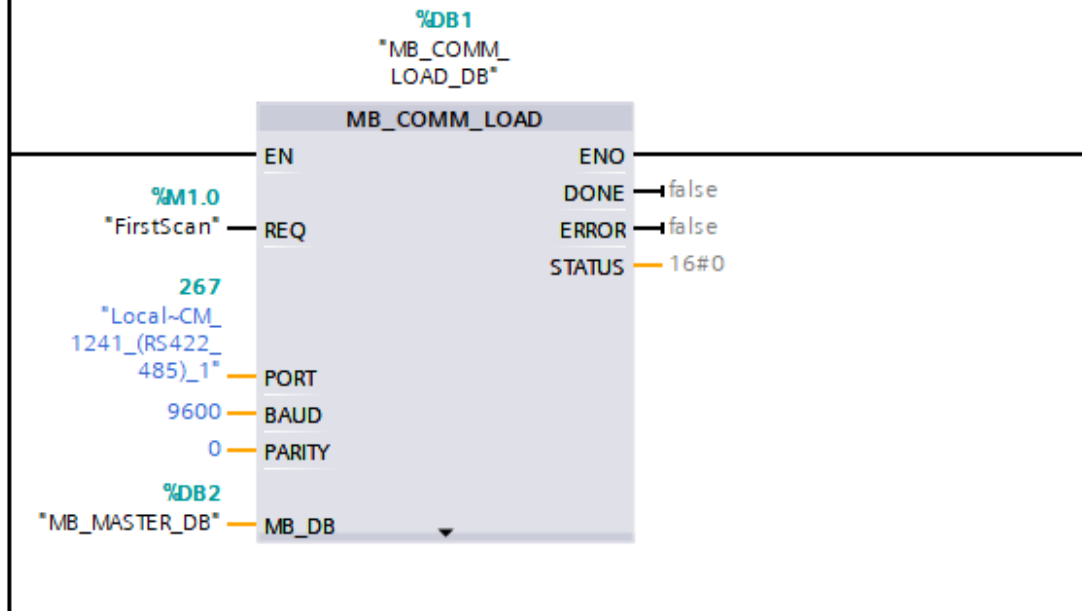 %DB1
"MB_COMM_
LOAD_DB"
MB_COMM_LOAD
EN
ENO
%M1.0
"FirstScan"
REQ
DONE
false
ERROR
false
STATUS
16#0
267
"Local~CM_
1241_(RS422_
485)_1"
PORT
9600
BAUD
0
PARITY
%DB2
"MB_MASTER_DB"
MB_DB